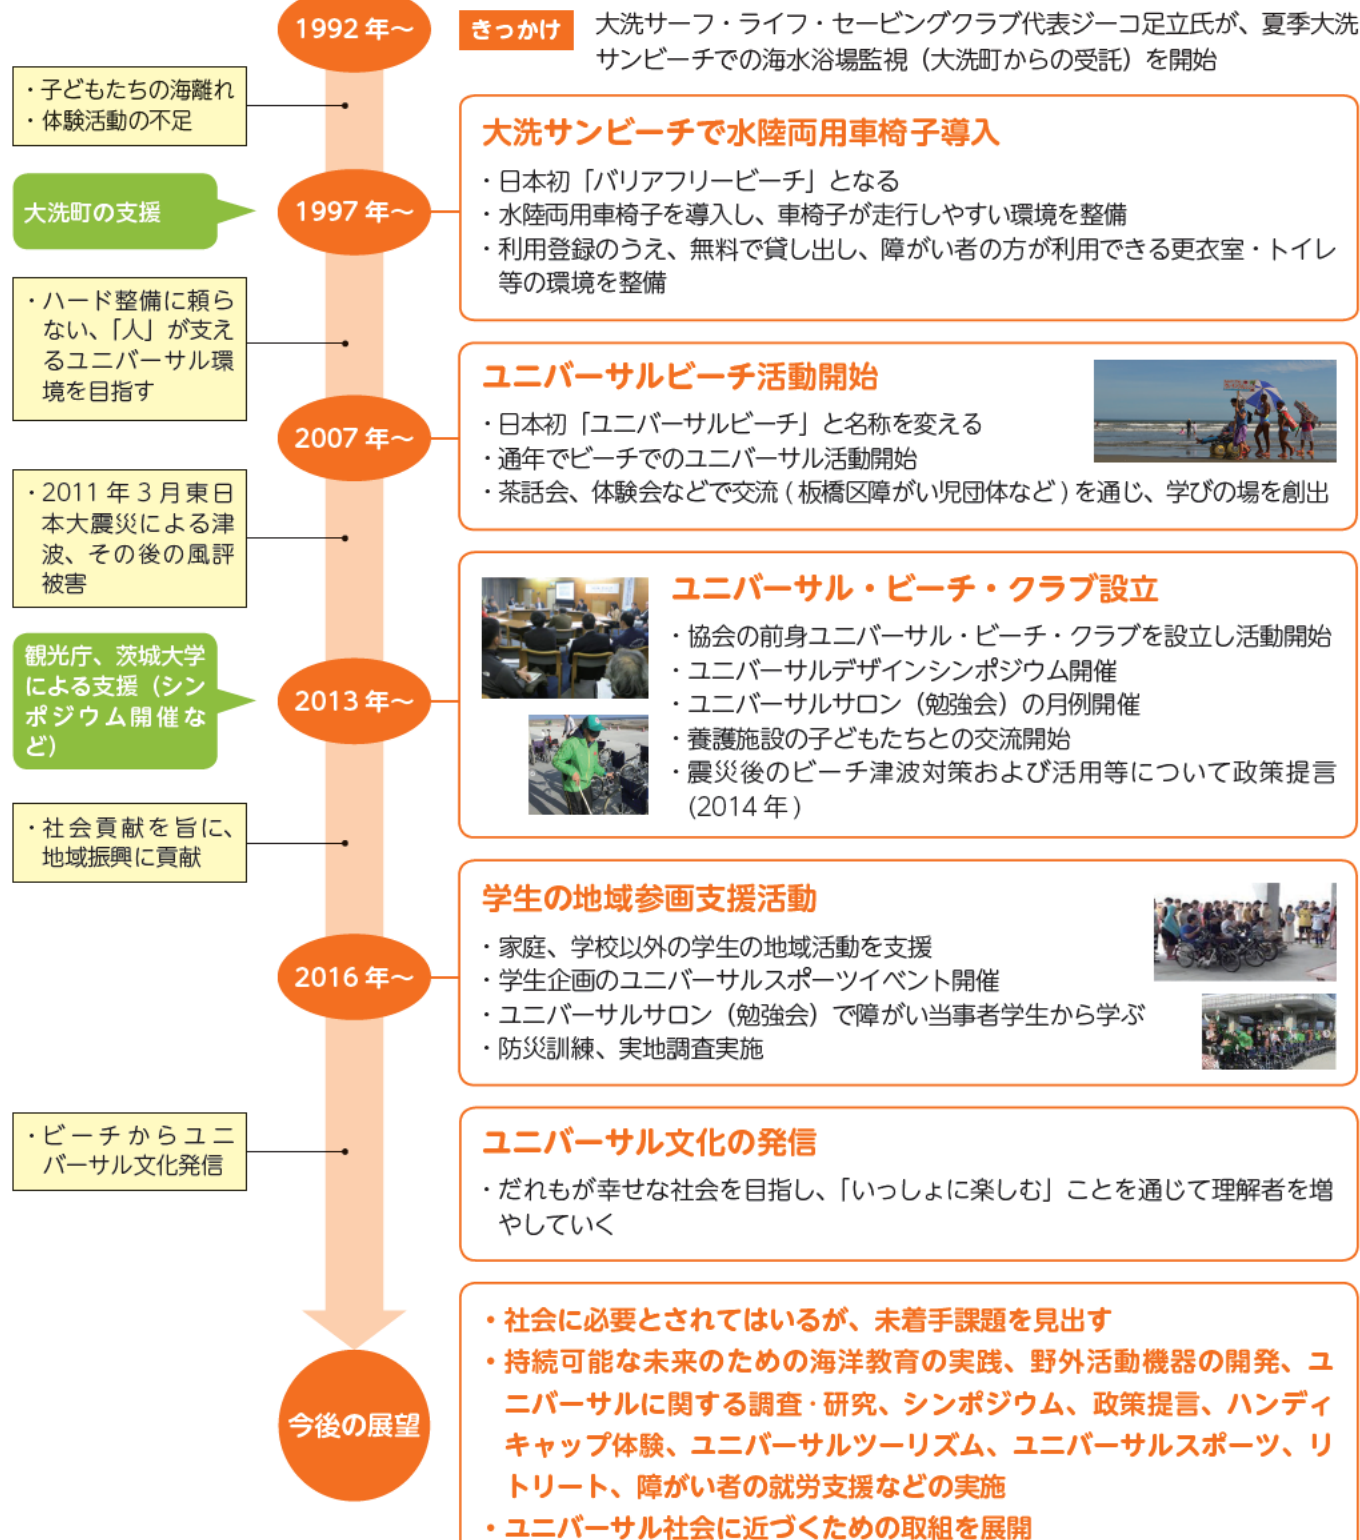 1992年～
きっかけ
大洗サーフ・ライフ・セービングクラブ代表ジーコ足立氏が、夏季大洗
サンビーチでの海水浴場監視（大洗町からの受託）を開始
・子どもたちの海離れ
・体験活動の不足
大洗サンビーチで水陸両用車椅子導入
・日本初「バリアフリービーチ」となる
・水陸両用車椅子を導入し、車椅子が走行しやすい環境を整備
・利用登録のうえ、無料で貸し出し、障がい者の方が利用できる更衣室・トイレ
等の環境を整備
大洗町の支援
1997年～
・ハード整備に頼ら
ない、「人」が支え
るユニバーサル環
境を目指す
ユニバーサルビーチ活動開始
・日本初「ユニバーサルビーチ」と名称を変える
・通年でビーチでのユニバーサル活動開始
・茶話会、体験会などで交流(板橋区障がい児団体など)を通じ、学びの場を創出
2007年～
・2011年3月東日
本大震災による津
波、その後の風評
被害
ユニバーサル・ビーチ・クラブ設立
・協会の前身ユニバーサル・ビーチ・クラブを設立し活動開始
・ユニバーサルデザインシンポジウム開催
・ユニバーサルサロン（勉強会）の月例開催
・養護施設の子どもたちとの交流開始
・震災後のビーチ津波対策および活用等について政策提言
(2014年)
観光庁、茨城大学
による支援（シン
ポジウム開催な
ど）
2013年～
・社会貢献を旨に、
地域振興に貢献
学生の地域参画支援活動
・家庭、学校以外の学生の地域活動を支援
・学生企画のユニバーサルスポーツイベント開催
・ユニバーサルサロン（勉強会）で障がい当事者学生から学ぶ
・防災訓練、実地調査実施
2016年～
・ビーチからユニ
バーサル文化発信
ユニバーサル文化の発信
・だれもが幸せな社会を目指し、「いっしょに楽しむ」ことを通じて理解者を増
やしていく
今後の展望
・社会に必要とされてはいるが、未着手課題を見出す
・持続可能な未来のための海洋教育の実践、野外活動機器の開発、ユ
ニバーサルに関する調査・研究、シンポジウム、政策提言、ハンディ
キャップ体験、ユニバーサルツーリズム、ユニバーサルスポーツ、リ
トリート、障がい者の就労支援などの実施
・ユニバーサル社会に近づくための取組を展開